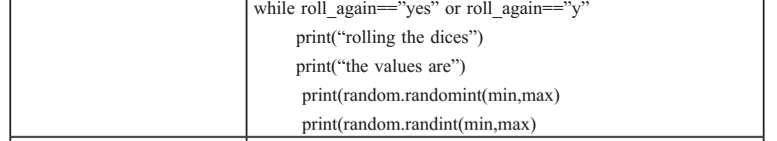 while roll_again==”yes” or roll_again==”y”
print(“rolling the dices”)
print(“the values are”)
print(random.randomint(min,max)
print(random.randint(min,max)